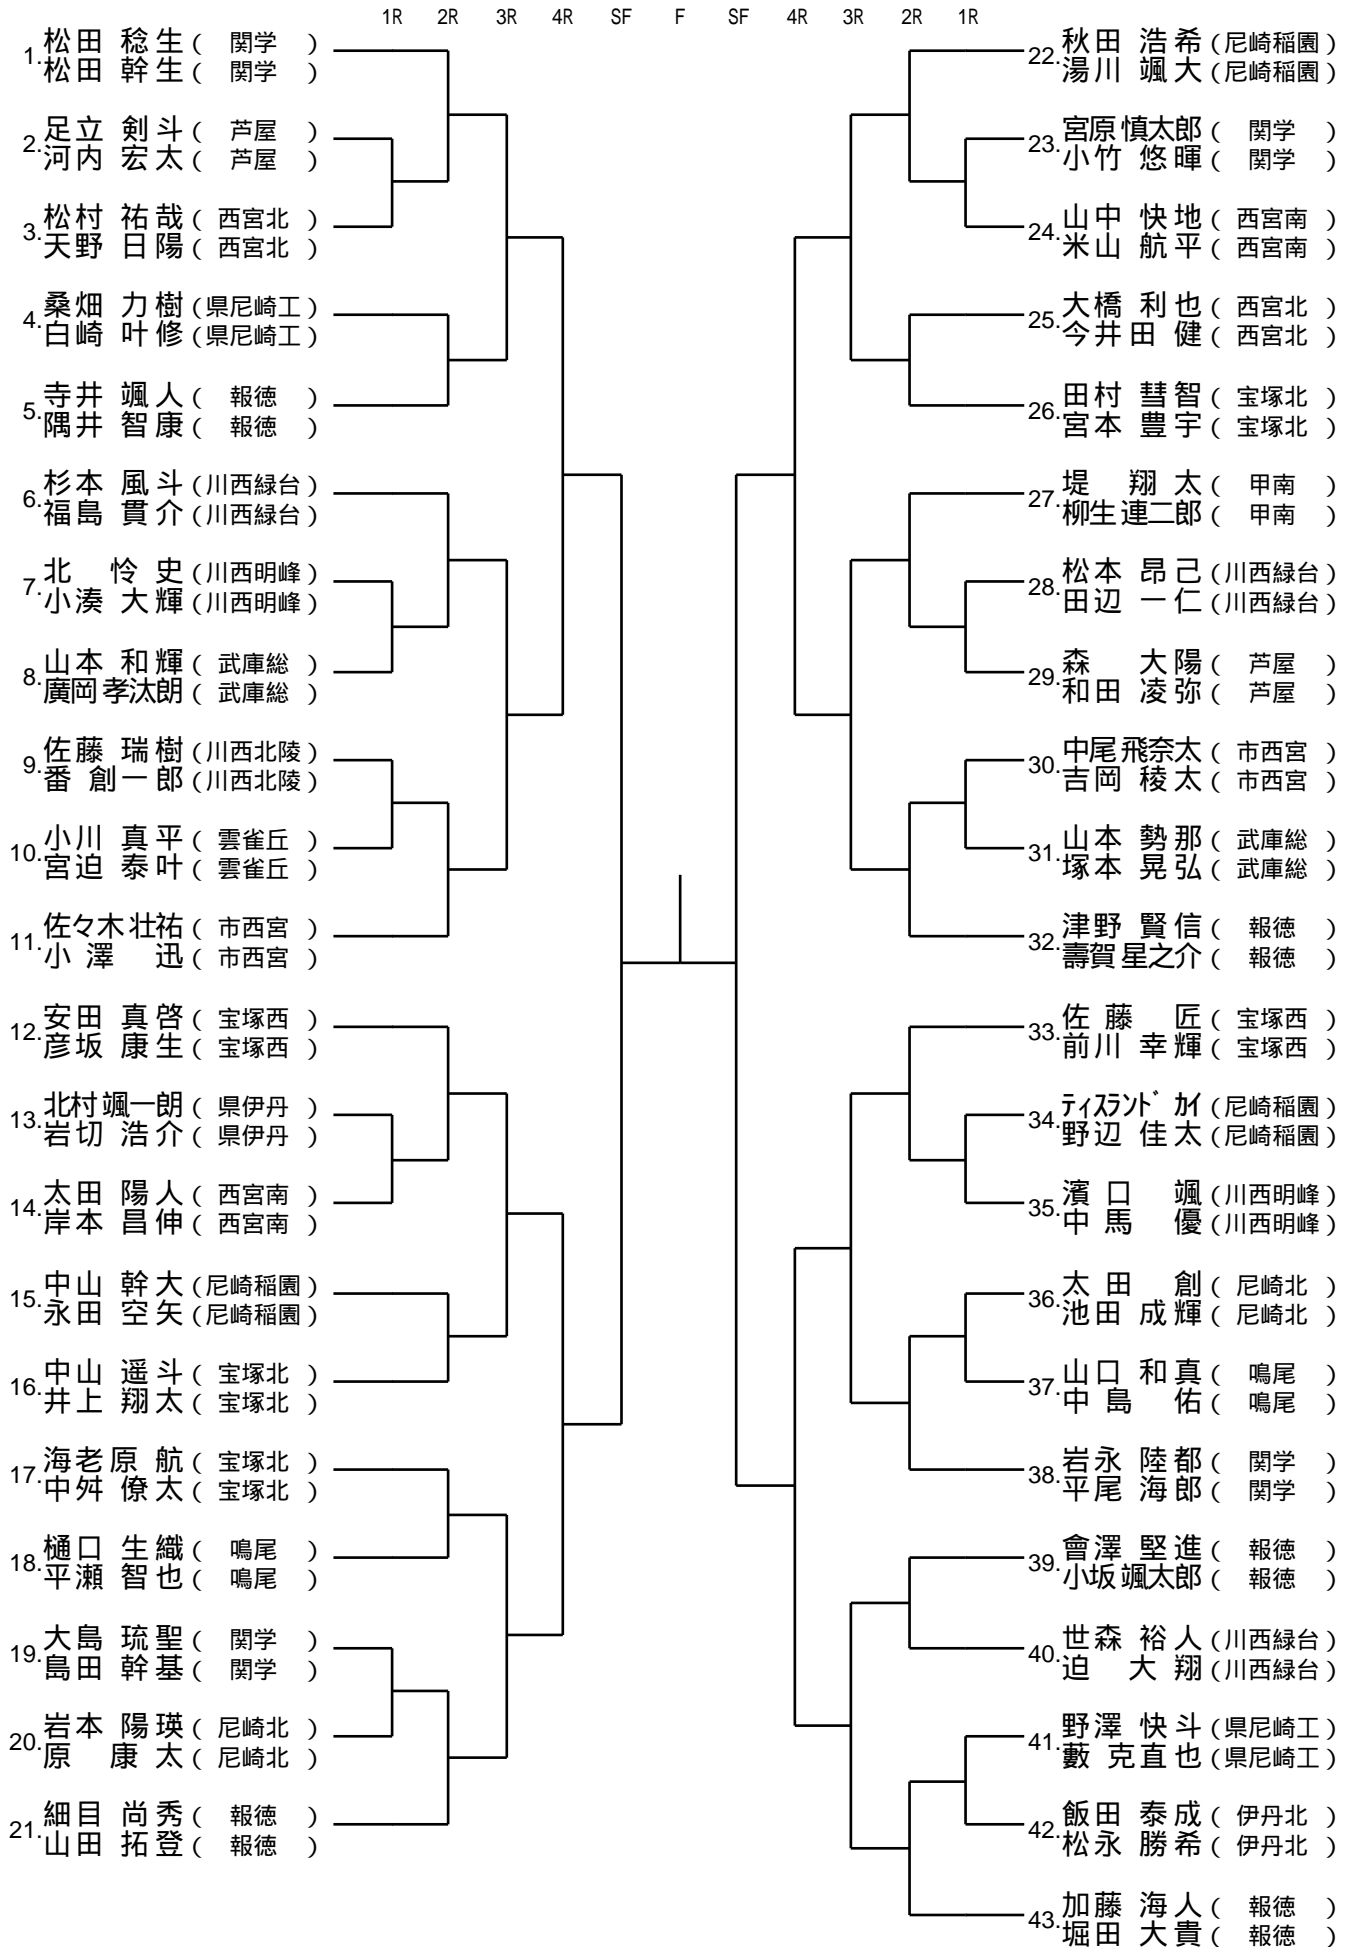 1R 2R 3R 4R SF F SF 4R 3R 2R 1R
1. 松田 稔生 ( 関学 )
松田 幹生 ( 関学 )
2. 足立 剣斗 ( 芦屋 )
河内 宏太 ( 芦屋 )
3. 松村 祐哉 ( 西宮北 )
天野 日陽 ( 西宮北 )
4. 桑畑 力樹 ( 県尼崎工 )
白崎 叶修 ( 県尼崎工 )
5. 寺井 颯人 ( 報徳 )
隅井 智康 ( 報徳 )
6. 杉本 風斗 ( 川西緑台 )
福島 貫介 ( 川西緑台 )
7. 北 怜史 ( 川西明峰 )
小湊 大輝 ( 川西明峰 )
8. 山本 和輝 ( 武庫総 )
廣岡孝汰朗 ( 武庫総 )
9. 佐藤 瑞樹 ( 川西北陵 )
番 創一郎 ( 川西北陵 )
10. 小川 真平 ( 雲雀丘 )
宮迫 泰叶 ( 雲雀丘 )
11. 佐々木壮祐 ( 市西宮 )
小澤 迅 ( 市西宮 )
12. 安田 真啓 ( 宝塚西 )
彦坂 康生 ( 宝塚西 )
13. 北村颯一朗 ( 県伊丹 )
岩切 浩介 ( 県伊丹 )
14. 太田 陽人 ( 西宮南 )
岸本 昌伸 ( 西宮南 )
15. 中山 幹大 ( 尼崎稲園 )
永田 空矢 ( 尼崎稲園 )
16. 中山 遥斗 ( 宝塚北 )
井上 翔太 ( 宝塚北 )
17. 海老原 航 ( 宝塚北 )
中舛 僚太 ( 宝塚北 )
18. 樋口 生織 ( 鳴尾 )
平瀬 智也 ( 鳴尾 )
19. 大島 琉聖 ( 関学 )
島田 幹基 ( 関学 )
20. 岩本 陽瑛 ( 尼崎北 )
原 康太 ( 尼崎北 )
21. 細目 尚秀 ( 報徳 )
山田 拓登 ( 報徳 )
22. 秋田 浩希 ( 尼崎稲園 )
湯川 颯大 ( 尼崎稲園 )
23. 宮原慎太郎 ( 関学 )
小竹 悠暉 ( 関学 )
24. 山中 快地 ( 西宮南 )
米山 航平 ( 西宮南 )
25. 大橋 利也 ( 西宮北 )
今井田 健 ( 西宮北 )
26. 田村 彗智 ( 宝塚北 )
宮本 豊宇 ( 宝塚北 )
27. 堤 翔太 ( 甲南 )
柳生連二郎 ( 甲南 )
28. 松本 昂己 ( 川西緑台 )
田辺 一仁 ( 川西緑台 )
29. 森 大陽 ( 芦屋 )
和田 凌弥 ( 芦屋 )
30. 中尾飛奈太 ( 市西宮 )
吉岡 稜太 ( 市西宮 )
31. 山本 勢那 ( 武庫総 )
塚本 晃弘 ( 武庫総 )
32. 津野 賢信 ( 報徳 )
壽賀星之介 ( 報徳 )
33. 佐藤 匠 ( 宝塚西 )
前川 幸輝 ( 宝塚西 )
34. ティスランド カイ ( 尼崎稲園 )
野辺 佳太 ( 尼崎稲園 )
35. 濱口 颯 ( 川西明峰 )
中馬 優 ( 川西明峰 )
36. 太田 創 ( 尼崎北 )
池田 成輝 ( 尼崎北 )
37. 山口 和真 ( 鳴尾 )
中島 佑 ( 鳴尾 )
38. 岩永 陸都 ( 関学 )
平尾 海郎 ( 関学 )
39. 會澤 堅進 ( 報徳 )
小坂颯太郎 ( 報徳 )
40. 世森 裕人 ( 川西緑台 )
迫 大翔 ( 川西緑台 )
41. 野澤 快斗 ( 県尼崎工 )
藪 克直也 ( 県尼崎工 )
42. 飯田 泰成 ( 伊丹北 )
松永 勝希 ( 伊丹北 )
43. 加藤 海人 ( 報徳 )
堀田 大貴 ( 報徳 )